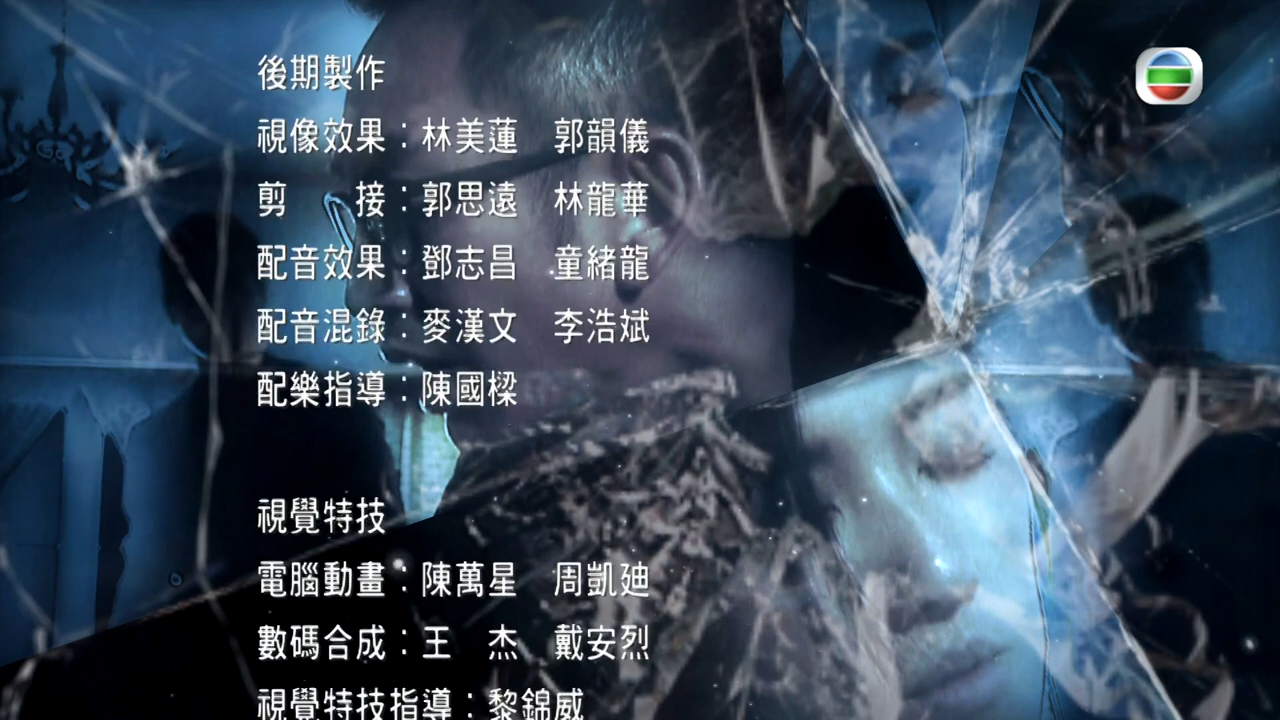 後期製作
視像效果：林美蓮　郭韻儀
剪　　接：郭思遠　林龍華
配音效果：鄧志昌　童緒龍
配音混錄：麥漢文　李浩斌
配樂指導：陳國樑
視覺特技
電腦動畫：陳萬星　周凱廸
數碼合成：王　杰　戴安烈
視覺特技指導：黎錦威